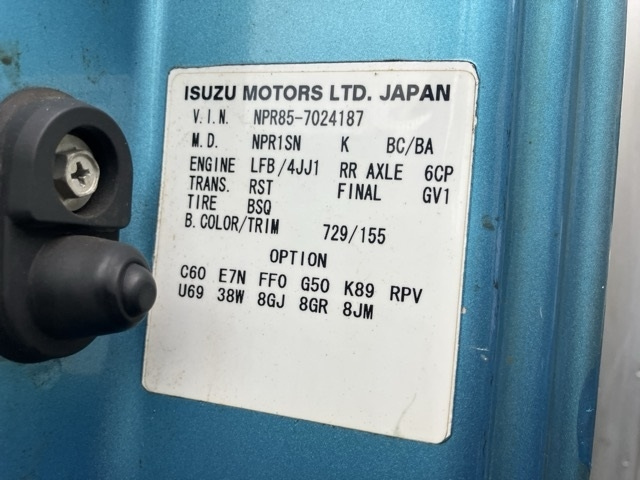 ISUZU MOTORS LTD. JAPAN
V.I.N. NPR85-7024187
M.D. NPR1SN K BC/BA
ENGINE LFB/4JJ1 RR AXLE 6CP
TRANS. RST FINAL GV1
TIRE BSQ
B.COLOR/TRIM 729/155
OPTION
C60 E7N FF0 G50 K89 RPV
U69 38W 8GJ 8GR 8JM